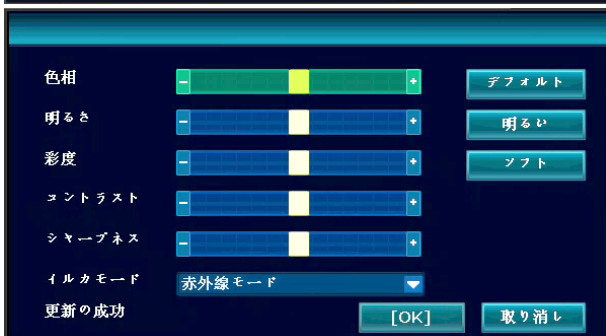 色相 - + デフォルト
明るさ - + 明るい
彩度 - + ソフト
コントラスト - +
シャープネス - +
イルカモード 赤外線モード
更新の成功 [OK] 取り消し